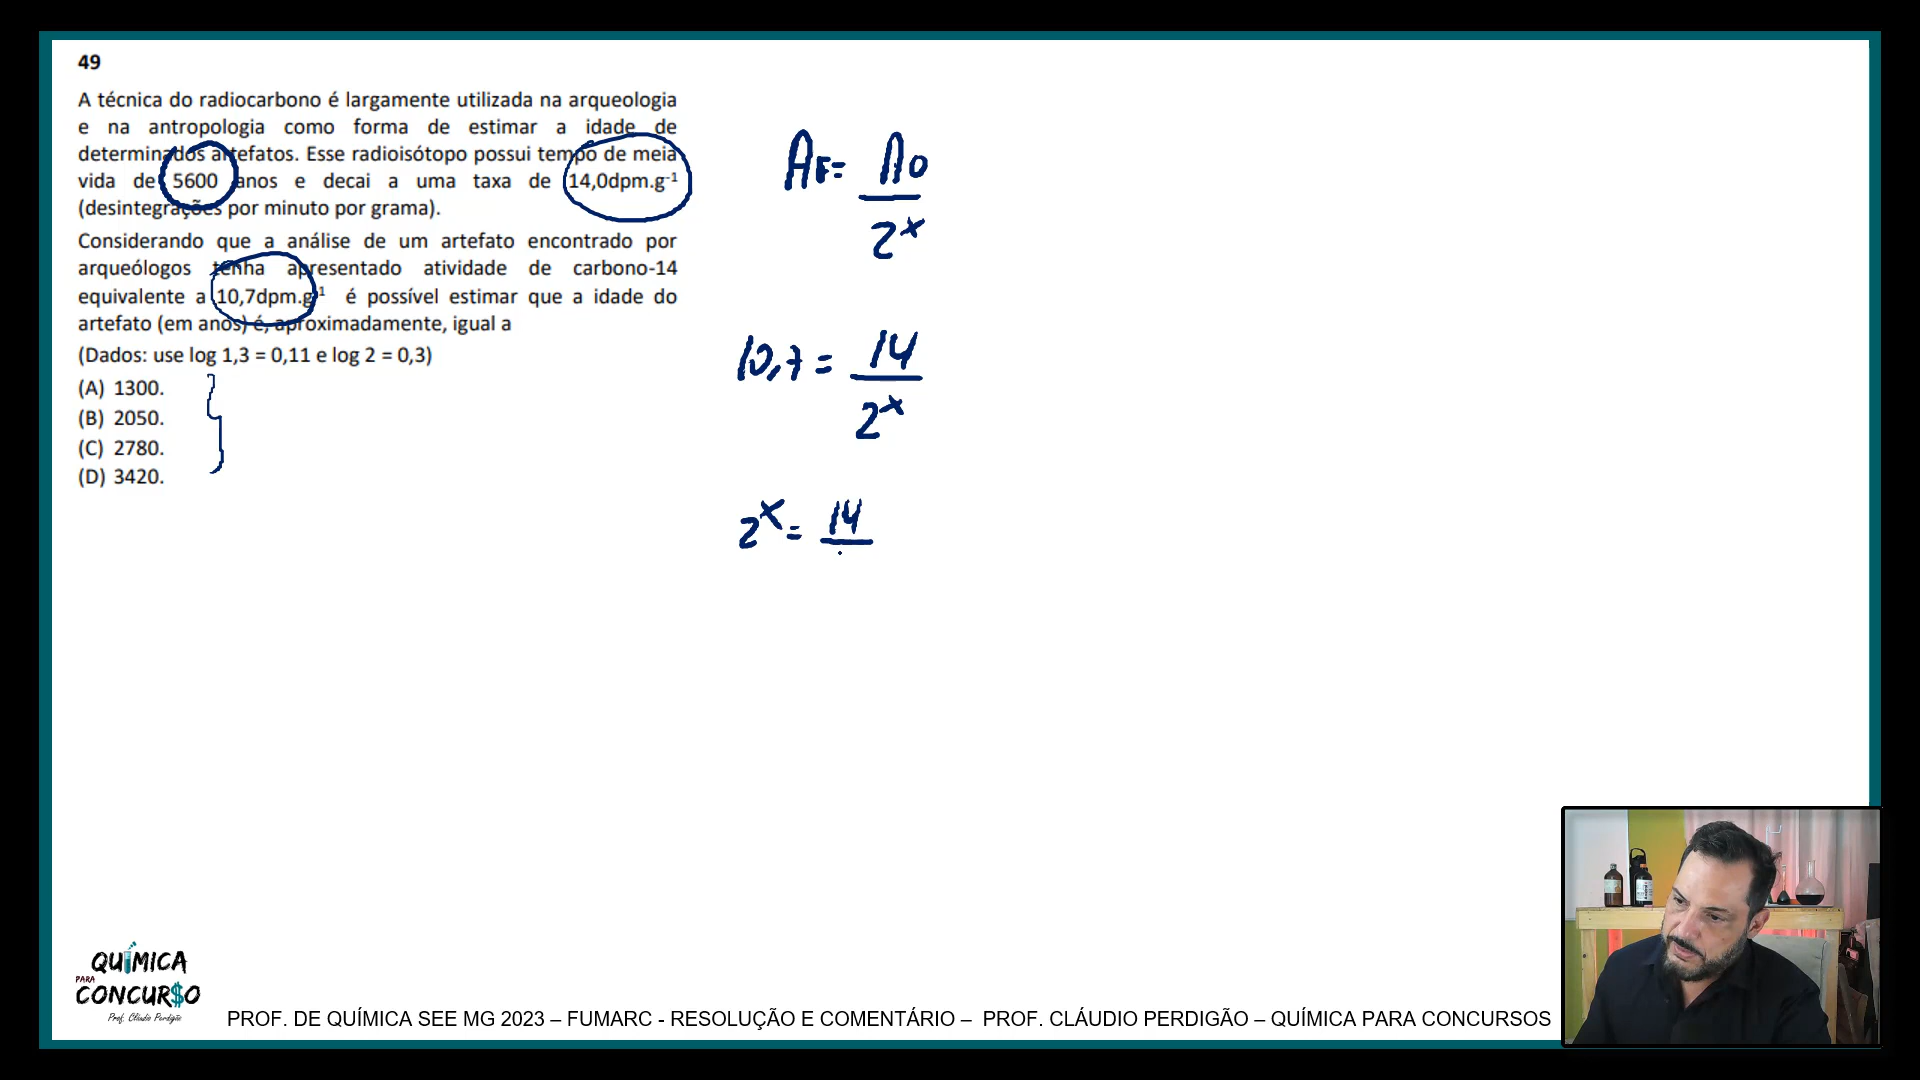 49
A técnica do radiocarbono é largamente utilizada na arqueologia
e na antropologia como forma de estimar a idade de
determinados artefatos. Esse radioisótopo possui tempo de meia
vida de 5600 anos e decai a uma taxa de 14,0dpm.g⁻¹
(desintegrações por minuto por grama).
Considerando que a análise de um artefato encontrado por
arqueólogos tenha apresentado atividade de carbono-14
equivalente a 10,7dpm.g⁻¹ é possível estimar que a idade do
artefato (em anos) é, aproximadamente, igual a
(Dados: use log 1,3 = 0,11 e log 2 = 0,3)
(A) 1300.
(B) 2050.
(C) 2780.
(D) 3420.
AF = A0
2ˣ
10,7 = 14
2ˣ
2ˣ = 14
QUÍMICA
PARA
CONCUR$O
Prof. Cláudio Perdigão
PROF. DE QUÍMICA SEE MG 2023 – FUMARC - RESOLUÇÃO E COMENTÁRIO – PROF. CLÁUDIO PERDIGÃO – QUÍMICA PARA CONCURSOS